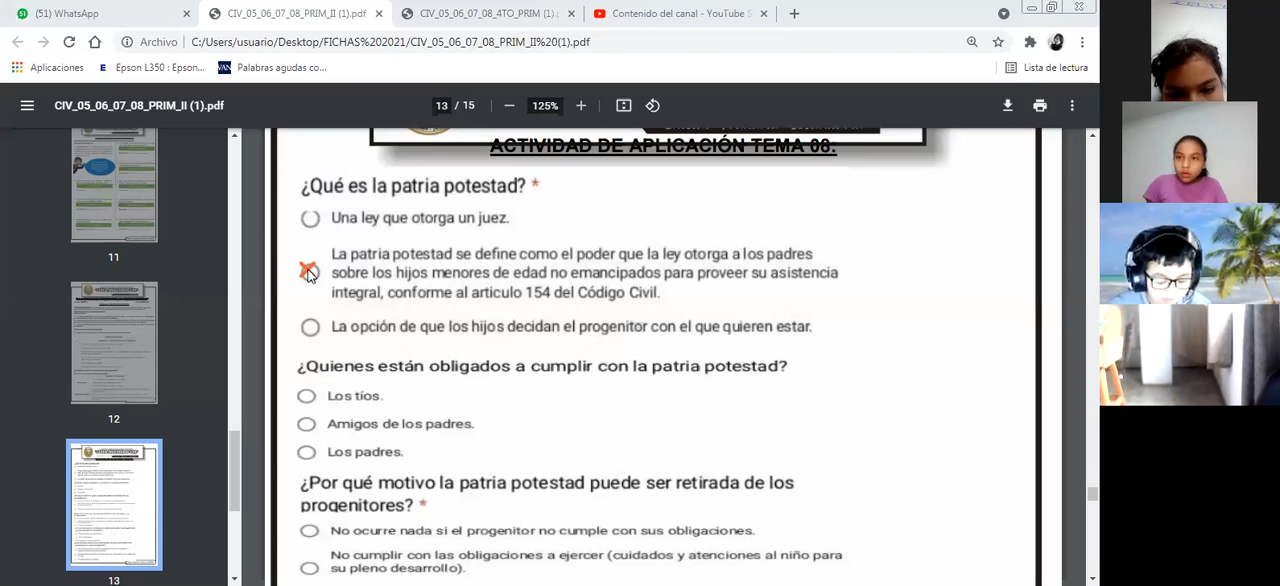 WhatsApp
(51) WhatsApp
CIV_05_06_07_08_PRIM_II (1).pdf
CIV_05_06_07_08_4TO_PRIM (1).
Contenido del canal - YouTube S
Archivo
C:/Users/usuario/Desktop/FICHAS%202021/CIV_05_06_07_08_PRIM_II%20(1).pdf
Aplicaciones
E
Epson L350 : Epson...
Palabras agudas co...
Lista de lectura
CIV_05_06_07_08_PRIM_II (1).pdf
13 / 15
125%
ACTIVIDAD DE APLICACIÓN TEMA 08:
¿Qué es la patria potestad? *
Una ley que otorga un juez.
La patria potestad se define como el poder que la ley otorga a los padres
sobre los hijos menores de edad no emancipados para proveer su asistencia
integral, conforme al articulo 154 del Código Civil.
La opción de que los hijos decidan el progenitor con el que quieren estar.
¿Quienes están obligados a cumplir con la patria potestad?
Los tíos.
Amigos de los padres.
Los padres.
¿Por qué motivo la patria potestad puede ser retirada de los
progenitores? *
nada el progenitor cumple con sus obligaciones.
No cumplir con las obligaciones a ejercer (cuidados y atenciones al niño para
su pleno desarrollo).
11
12
13